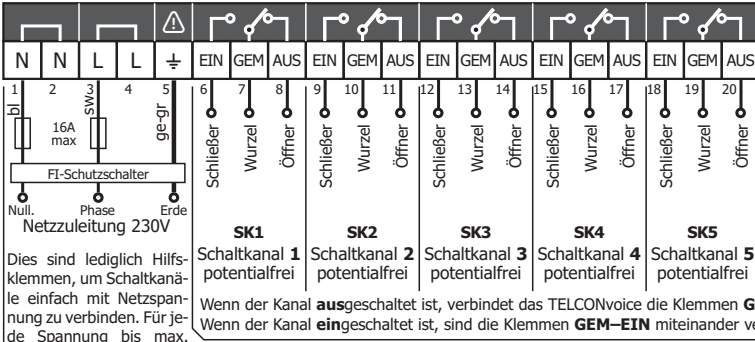 N N L L EIN GEM AUS EIN GEM AUS EIN GEM AUS EIN GEM AUS EIN GEM AUS
1 2 3 4 5 6 7 8 9 10 11 12 13 14 15 16 17 18 19 20
bl sw ge-gr
16A
max
Schließer Wurzel Öffner Schließer Wurzel Öffner Schließer Wurzel Öffner Schließer Wurzel Öffner Schließer Wurzel Öffner
FI-Schutzschalter
Null. Phase Erde
Netzzuleitung 230V
SK1 SK2 SK3 SK4 SK5
Schaltkanal 1 Schaltkanal 2 Schaltkanal 3 Schaltkanal 4 Schaltkanal 5
potentialfrei potentialfrei potentialfrei potentialfrei potentialfrei
Dies sind lediglich Hilfs-
klemmen, um Schaltkanä-
le einfach mit Netzspan-
nung zu verbinden. Für je-
de Spannung bis max.
Wenn der Kanal ausgeschaltet ist, verbindet das TELCONvoice die Klemmen G
Wenn der Kanal eingeschaltet ist, sind die Klemmen GEM–EIN miteinander ve